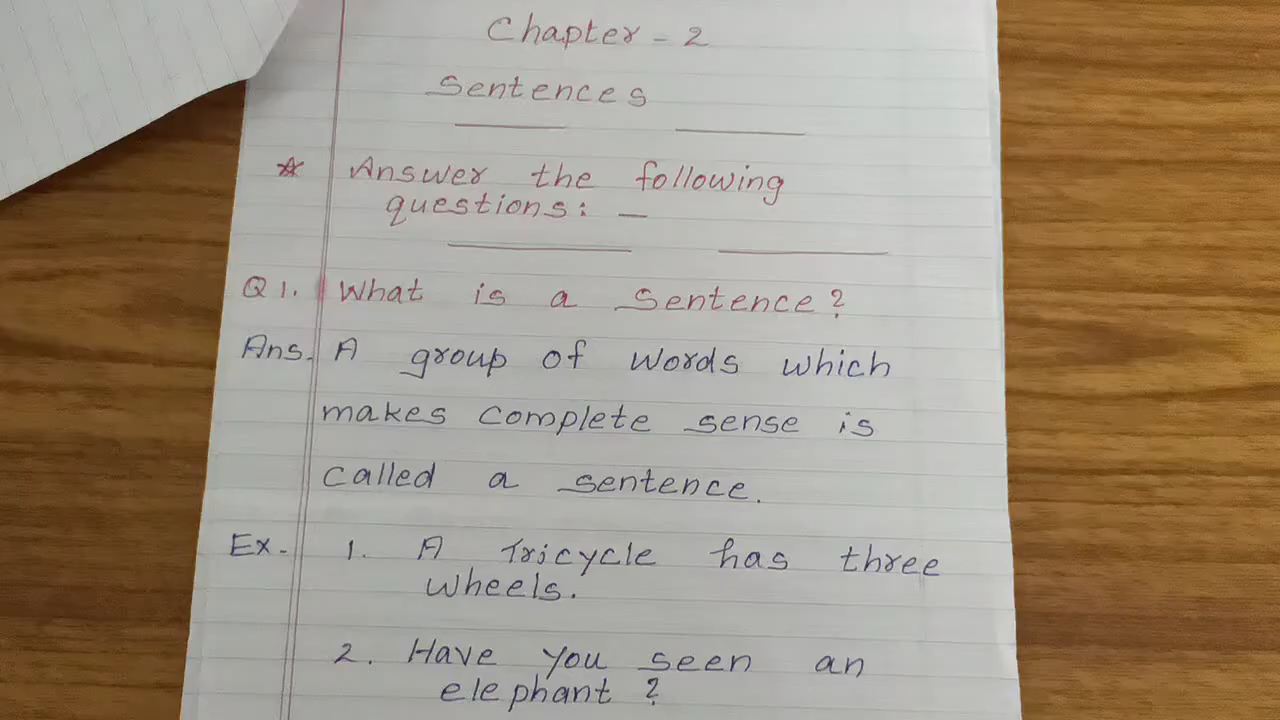 Chapter - 2
Sentences
☆ Answer the following
questions: —
Q1. What is a sentence?
Ans. A group of words which
makes complete sense is
called a sentence.
Ex- 1. A Tricycle has three
wheels.
2. Have you seen an
elephant?